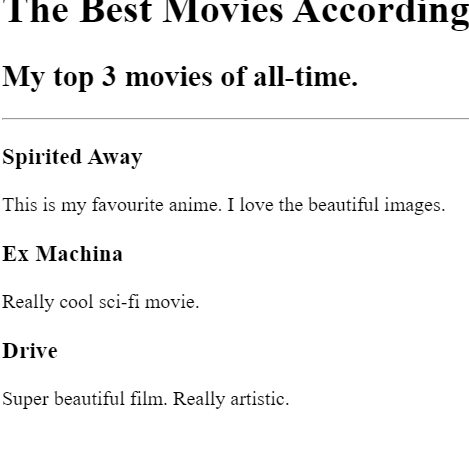 The Best Movies According
My top 3 movies of all-time.
Spirited Away
This is my favourite anime. I love the beautiful images.
Ex Machina
Really cool sci-fi movie.
Drive
Super beautiful film. Really artistic.